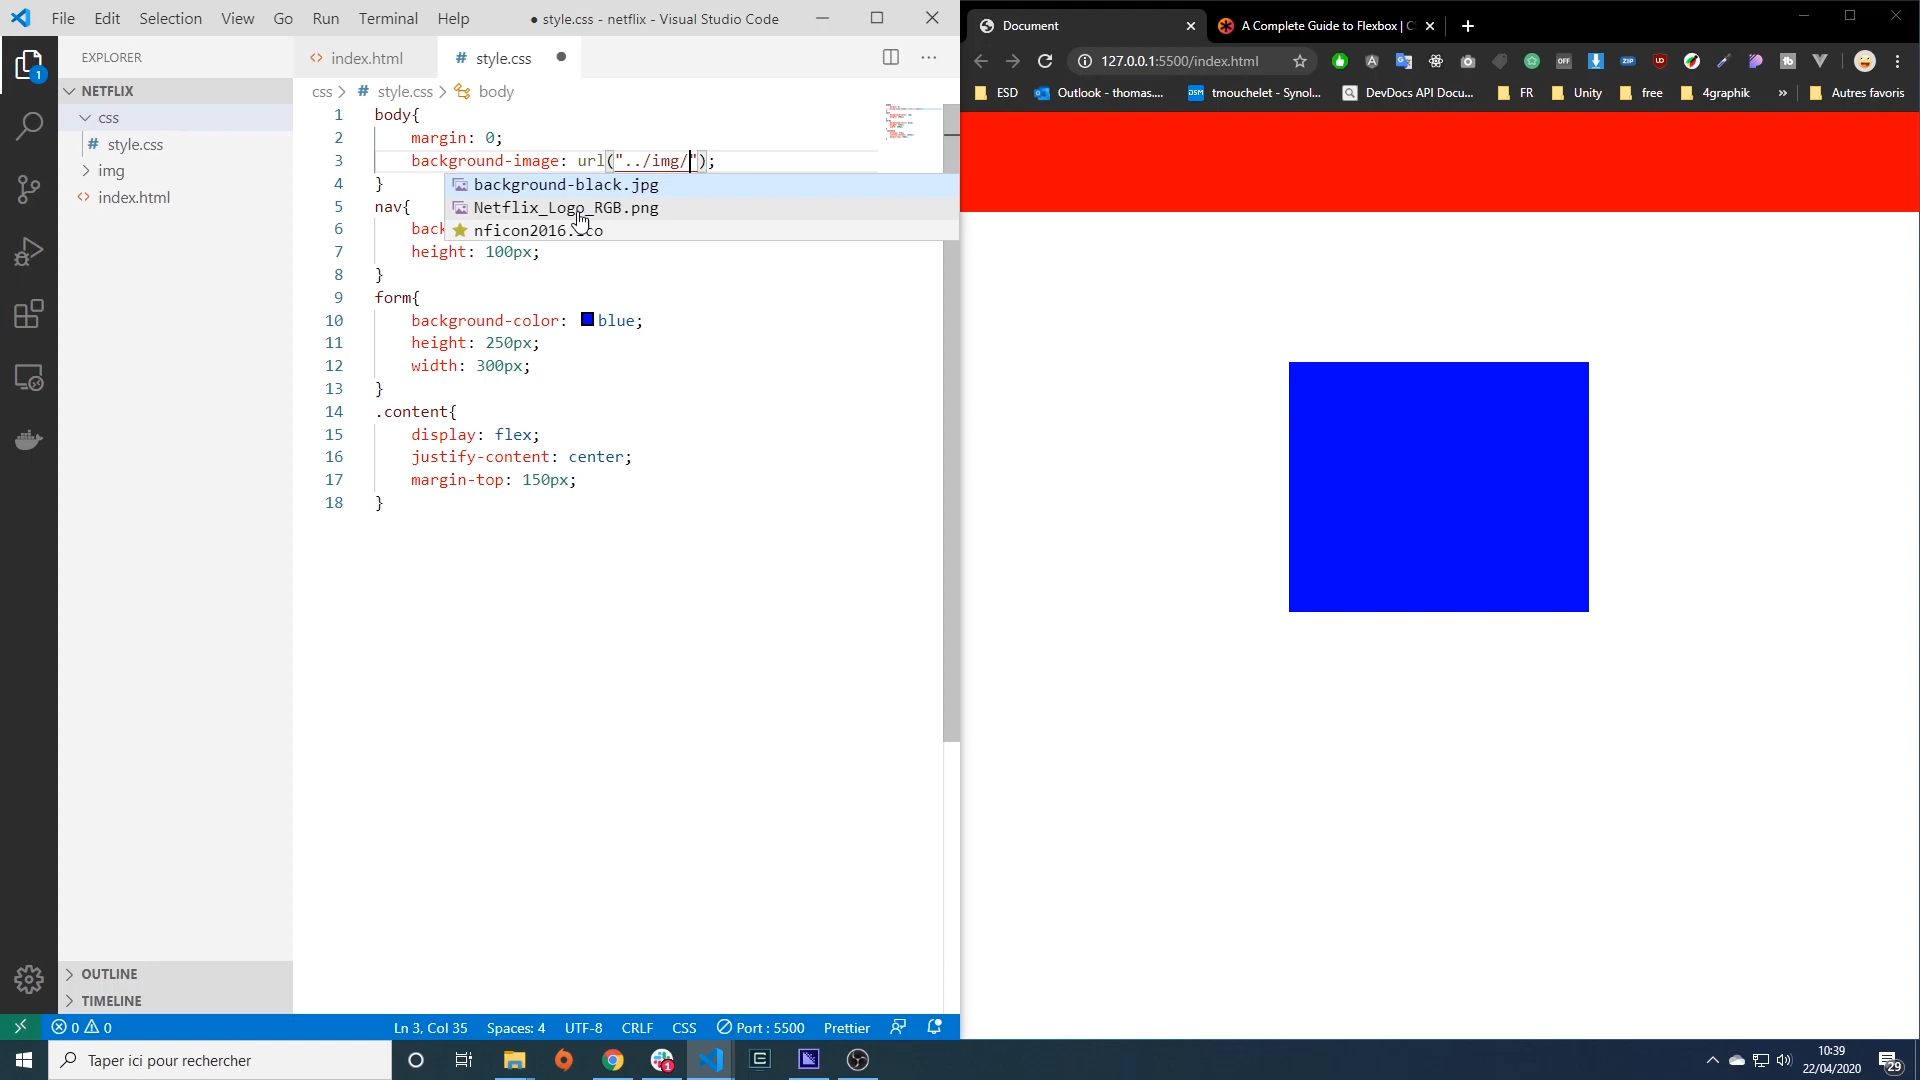 File Edit Selection View Go Run Terminal Help ● style.css - netflix - Visual Studio Code
EXPLORER
NETFLIX
css
# style.css
img
<> index.html
OUTLINE
TIMELINE
<> index.html
# style.css ●
css > # style.css > body
1 body{
2 margin: 0;
3 background-image: url("../img/");
4 }
5 nav{
6 back
7 height: 100px;
8 }
9 form{
10 background-color: blue;
11 height: 250px;
12 width: 300px;
13 }
14 .content{
15 display: flex;
16 justify-content: center;
17 margin-top: 150px;
18 }
background-black.jpg
Netflix_Logo_RGB.png
1
0 0 Ln 3, Col 35 Spaces: 4 UTF-8 CRLF CSS Port : 5500 Prettier
Document
A Complete Guide to Flexbox |
127.0.0.1:5500/index.html
OFF ZIP UD
ESD Outlook - thomas.... DSM tmouchelet - Synol... DevDocs API Docu... FR Unity free 4graphik » Autres favoris
Taper ici pour rechercher
1
10:39
22/04/2020
29